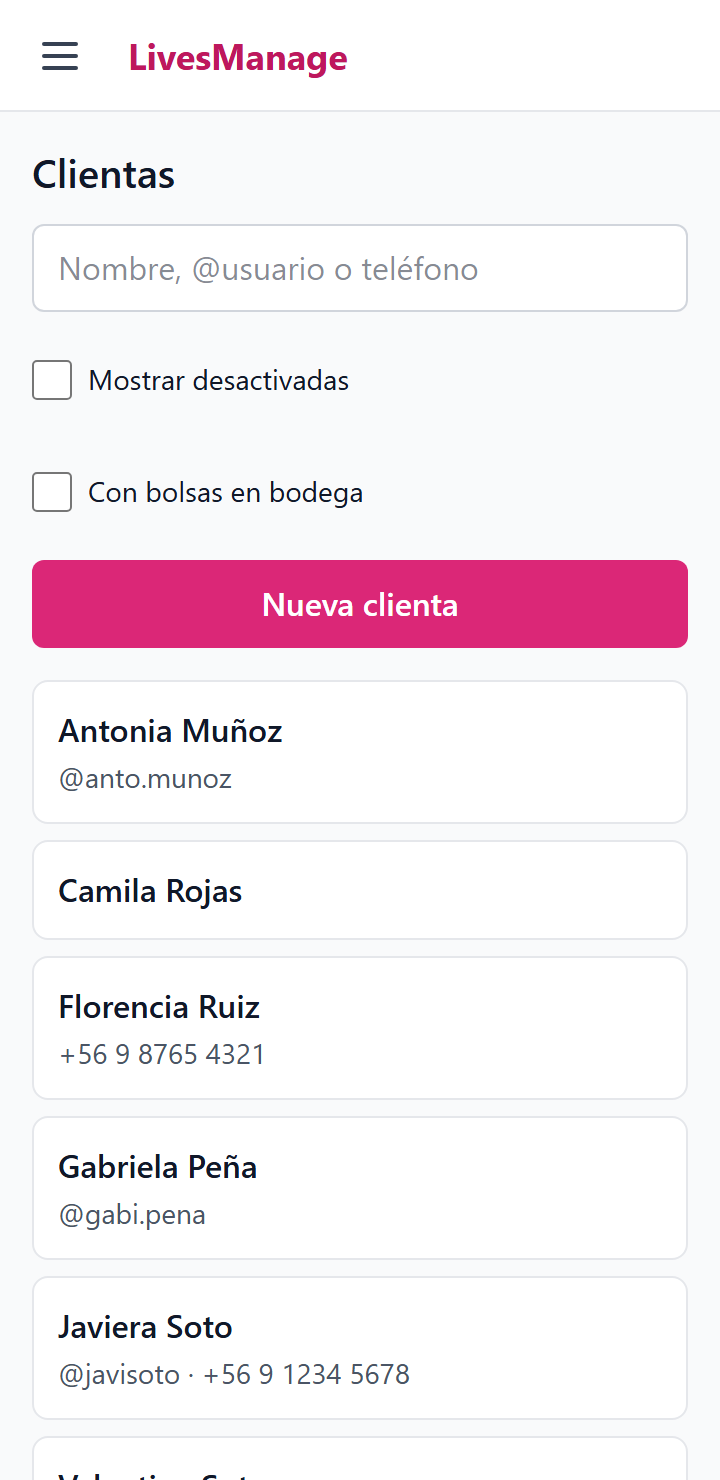 LivesManage
Clientas
Nombre, @usuario o teléfono
Mostrar desactivadas
Con bolsas en bodega
Nueva clienta
Antonia Muñoz
@anto.munoz
Camila Rojas
Florencia Ruiz
+56 9 8765 4321
Gabriela Peña
@gabi.pena
Javiera Soto
@javisoto · +56 9 1234 5678